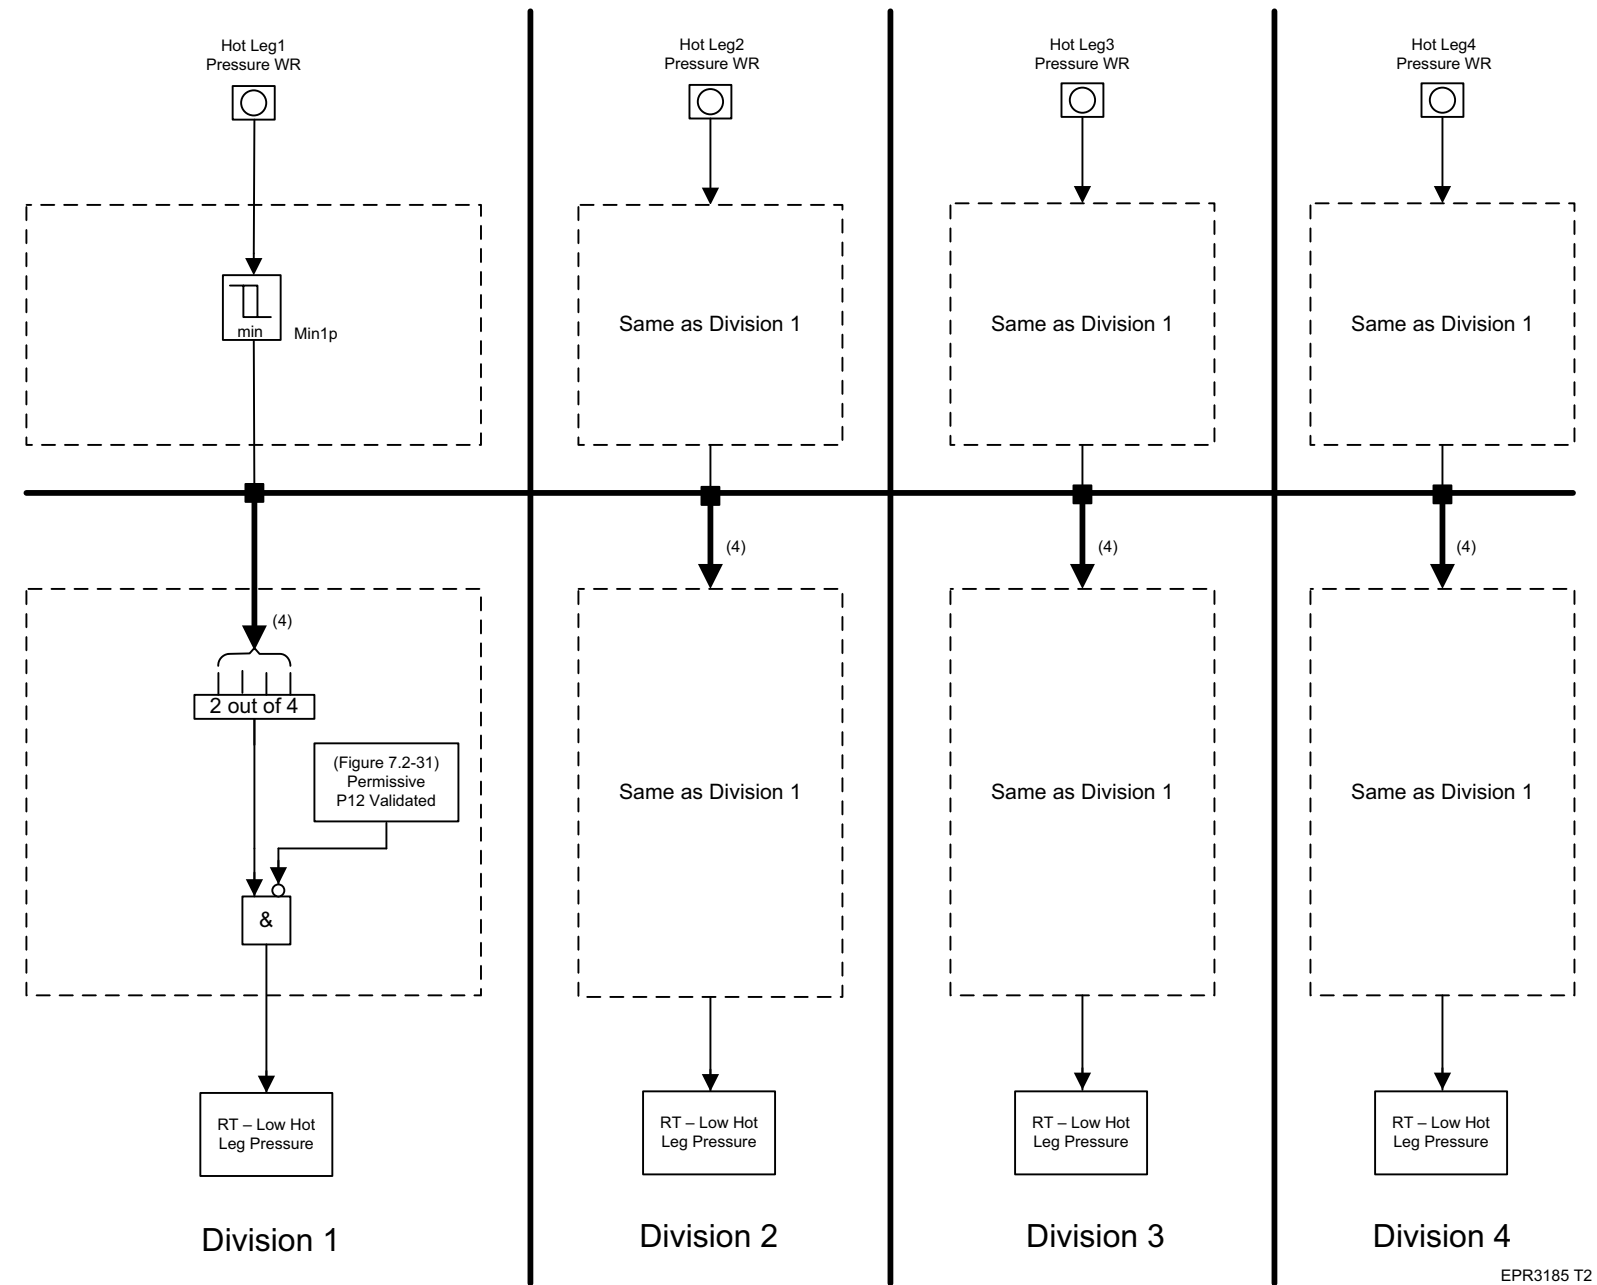 Hot Leg1
Pressure WR
Hot Leg2
Pressure WR
Hot Leg3
Pressure WR
Hot Leg4
Pressure WR
min
Min1p
Same as Division 1
Same as Division 1
Same as Division 1
(4)
(4)
(4)
(4)
2 out of 4
(Figure 7.2-31)
Permissive
P12 Validated
&
Same as Division 1
Same as Division 1
Same as Division 1
RT – Low Hot
Leg Pressure
RT – Low Hot
Leg Pressure
RT – Low Hot
Leg Pressure
RT – Low Hot
Leg Pressure
Division 1
Division 2
Division 3
Division 4
EPR3185 T2